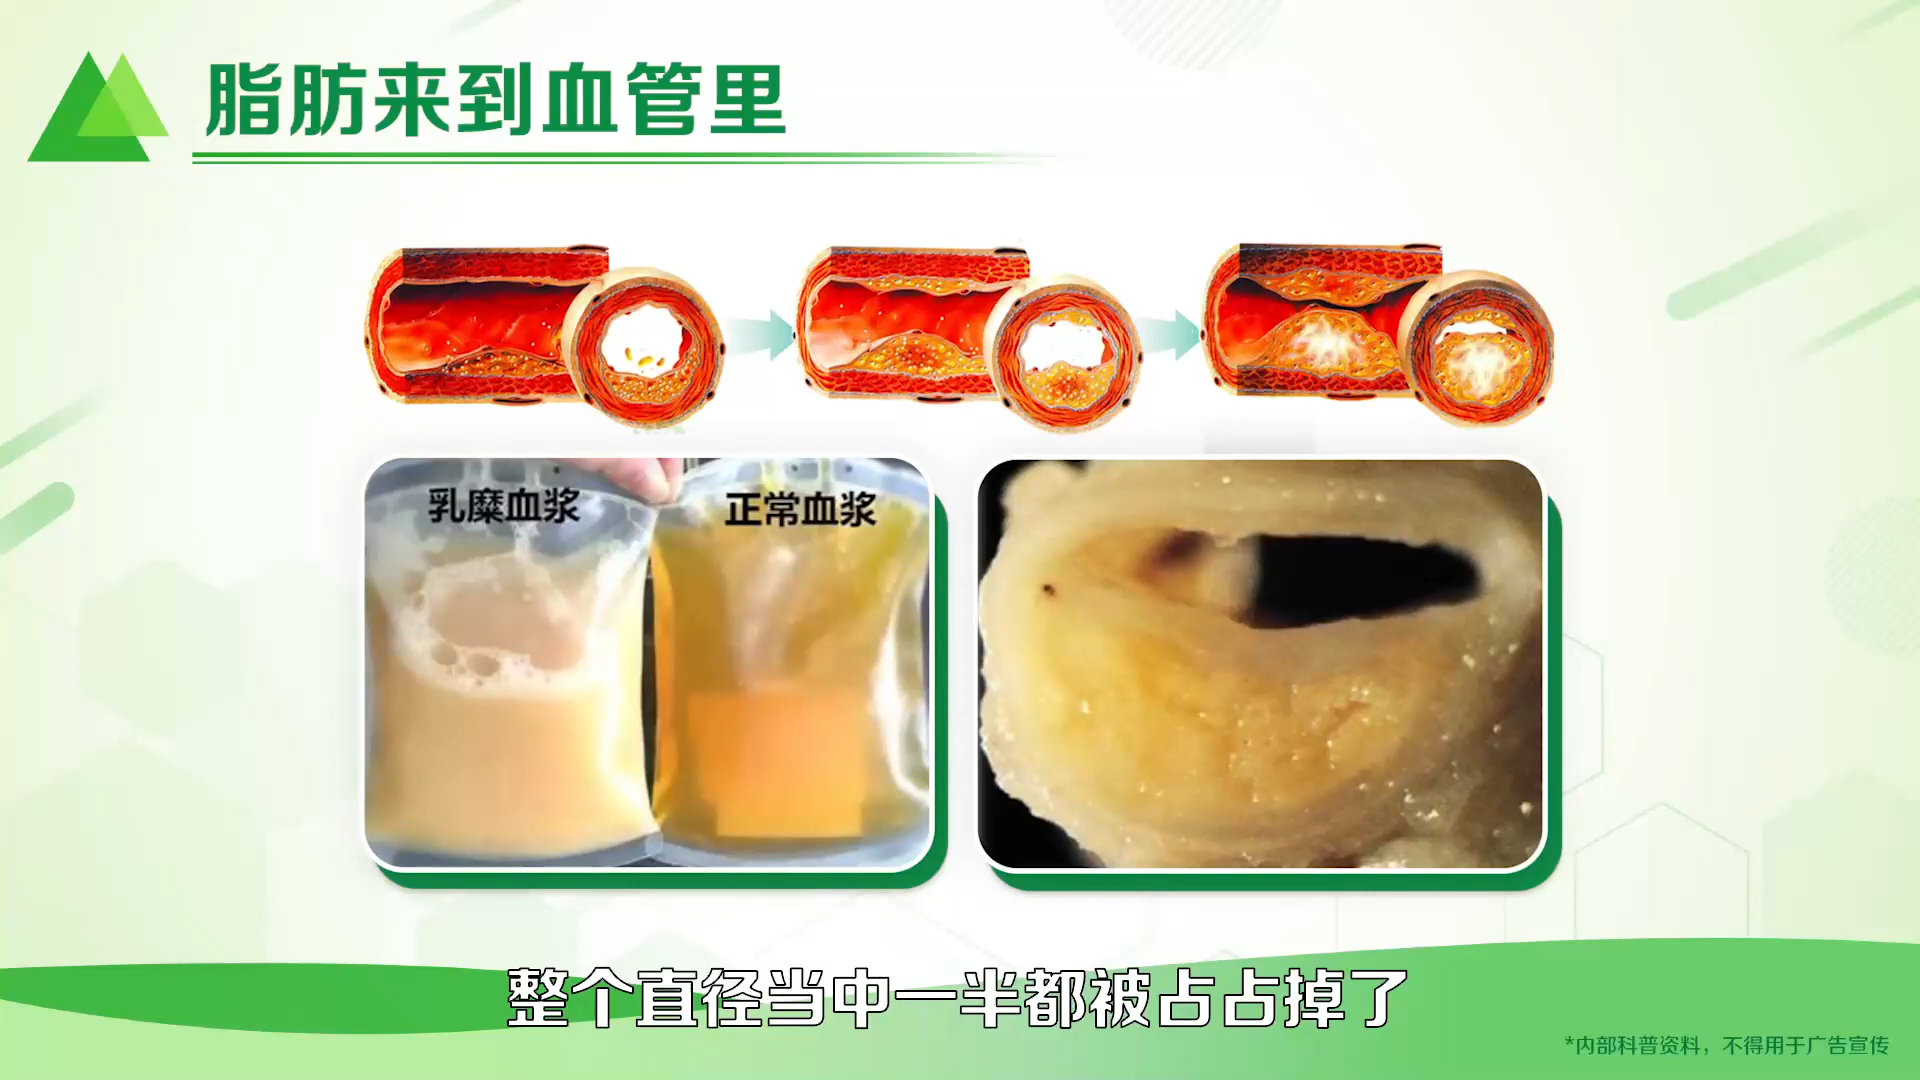 脂肪来到血管里
乳糜血浆
正常血浆
整个直径当中一半都被占占掉了
*内部科普资料，不得用于广告宣传